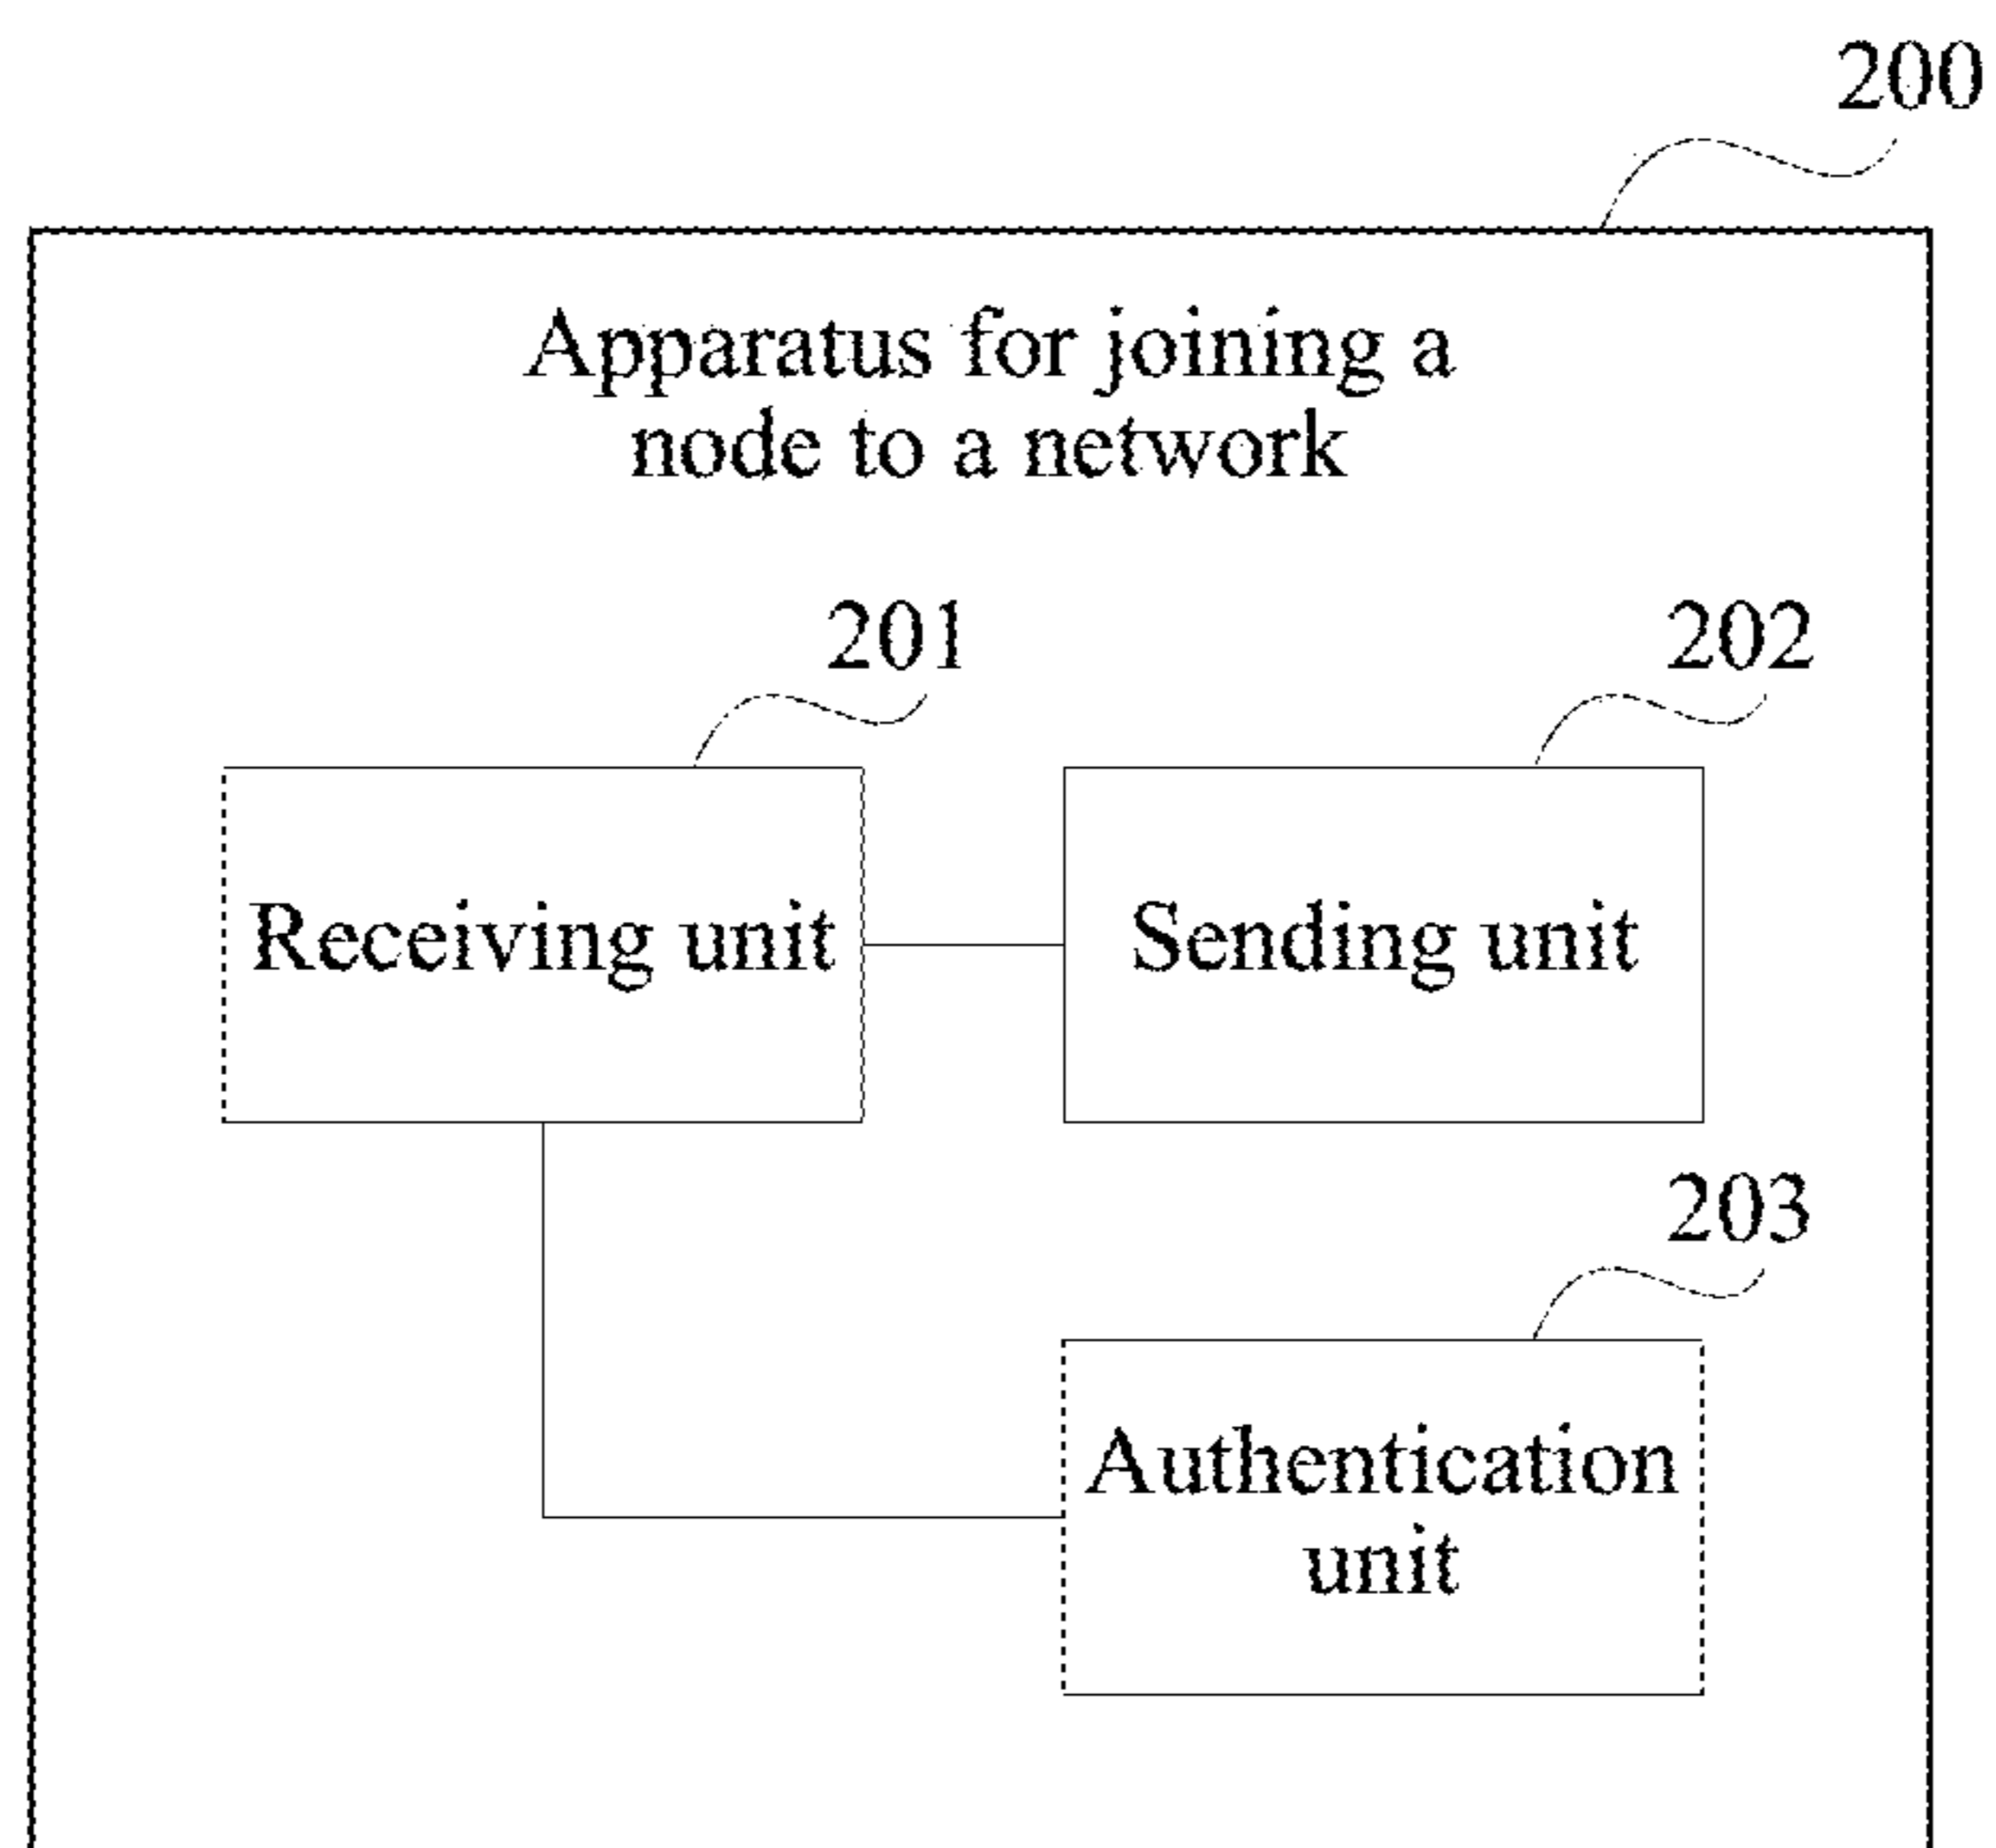 200
Apparatus for joining a
node to a network
201
202
Receiving unit
Sending unit
203
Authentication
unit